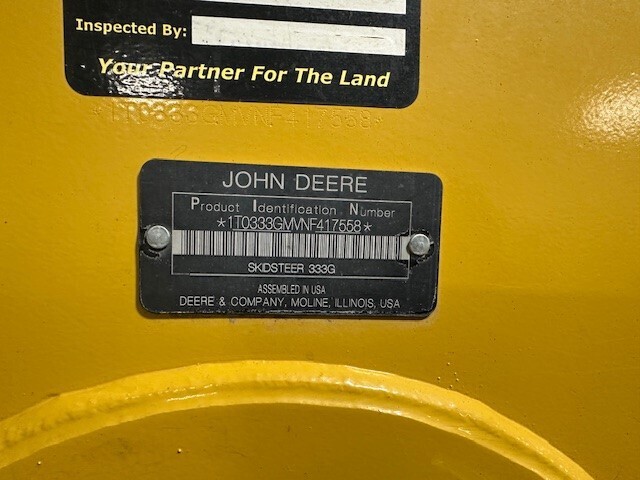 Inspected By:
Your Partner For The Land
*1T0333GMVNF417558*
JOHN DEERE
Product Identification Number
*1T0333GMVNF417558*
SKIDSTEER 333G
ASSEMBLED IN USA
DEERE & COMPANY, MOLINE, ILLINOIS, USA